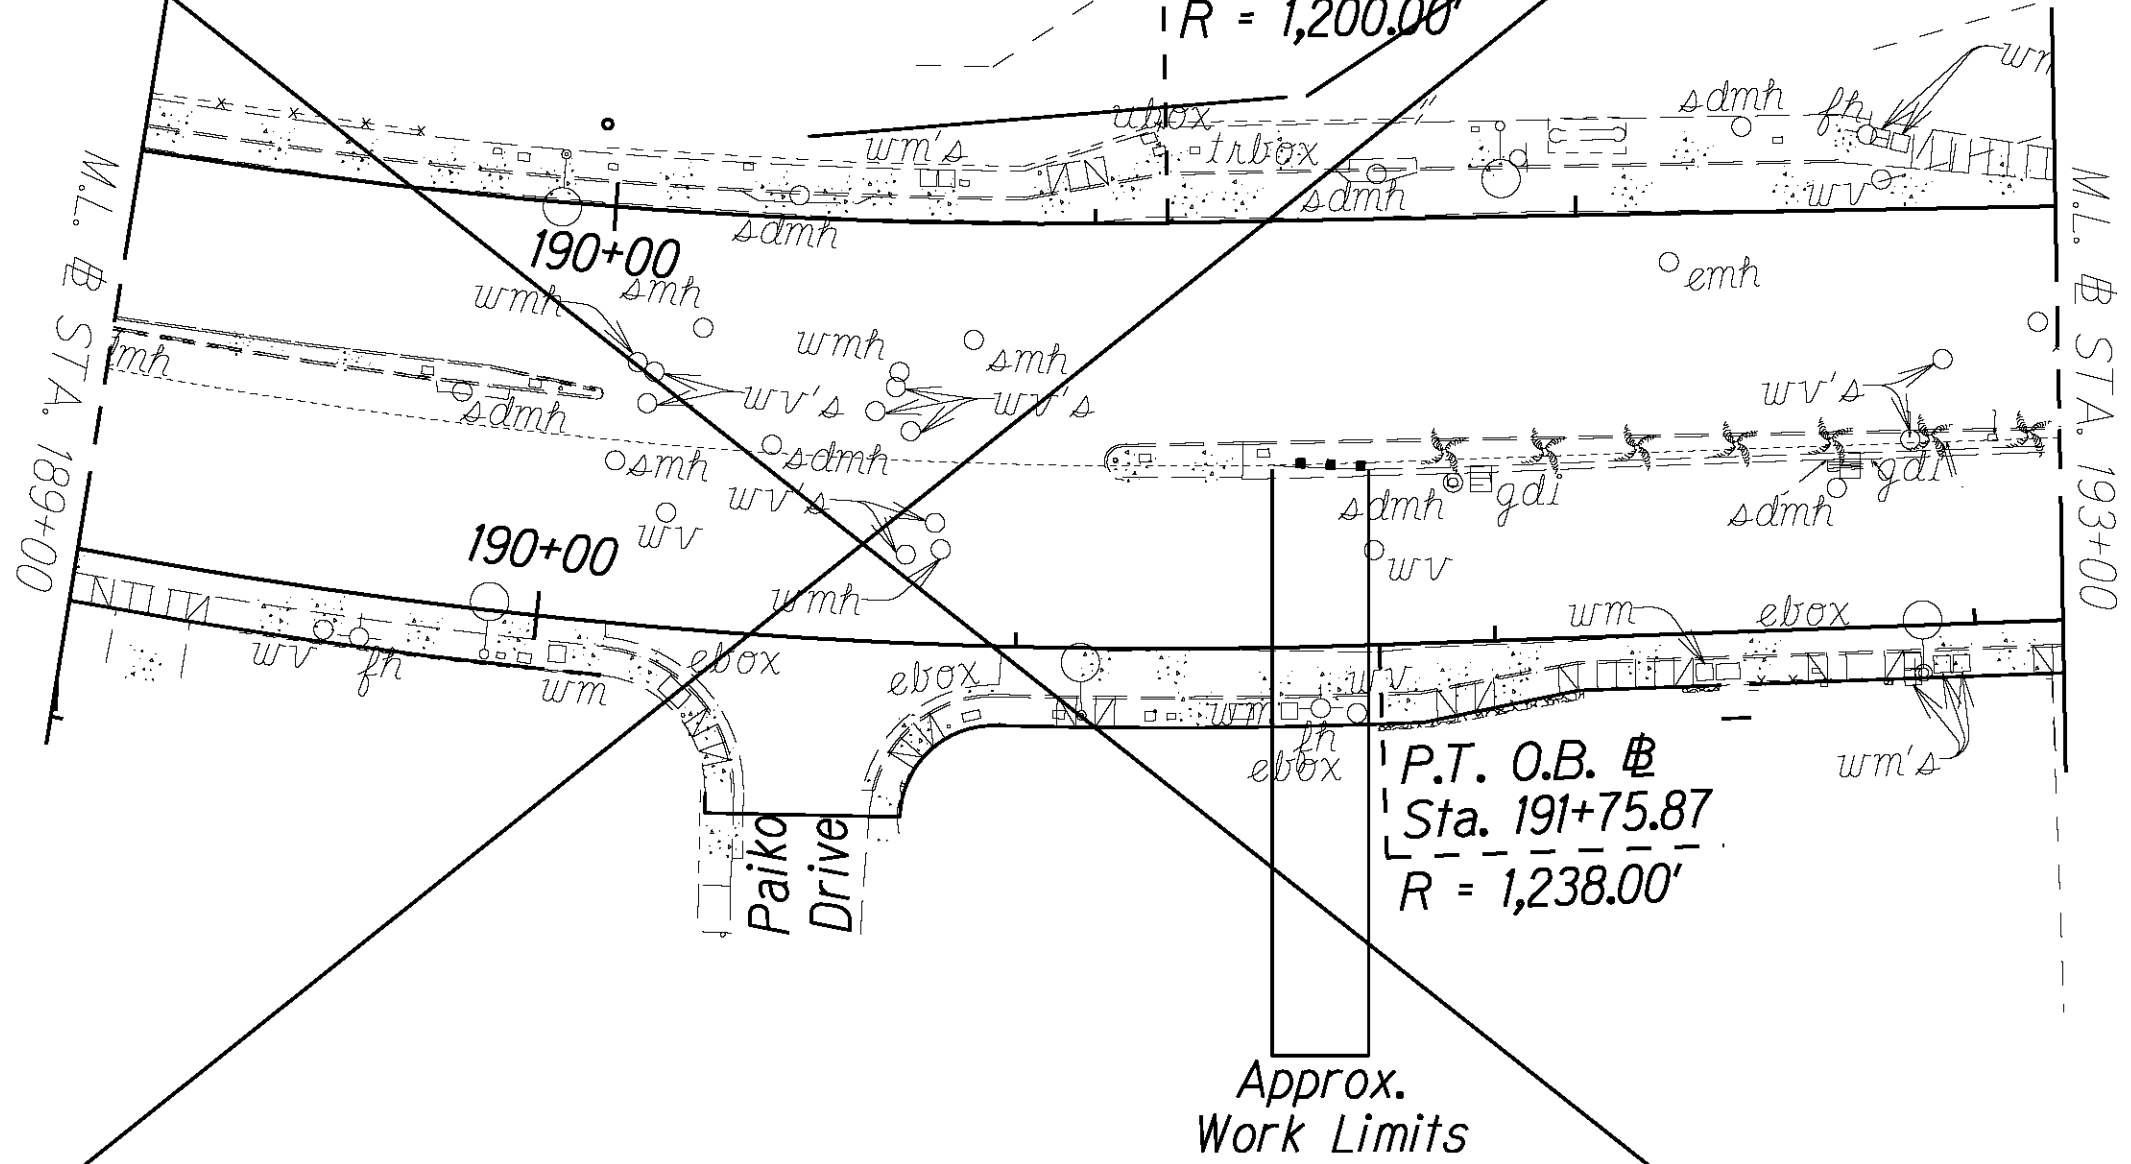 R = 1,200.00'
wm
sdmh
fh
ubox
wm's
trbox
sdmh
wv
sdmh
190+00
M.L. ⅊ STA. 189+00
M.L. ⅊ STA. 193+00
smh
emh
wmh
wmh
smh
wv's
wv's
wv's
sdmh
smh
sdmh
wv's
gdi
sdmh
gdi
sdmh
190+00
wv
wv
wmh
wm
ebox
wv
fh
wm
ebox
ebox
wv
wm
fh
ebox
wm's
P.T. O.B. ⅊
Sta. 191+75.87
R = 1,238.00'
Paiko
Drive
Approx.
Work Limits